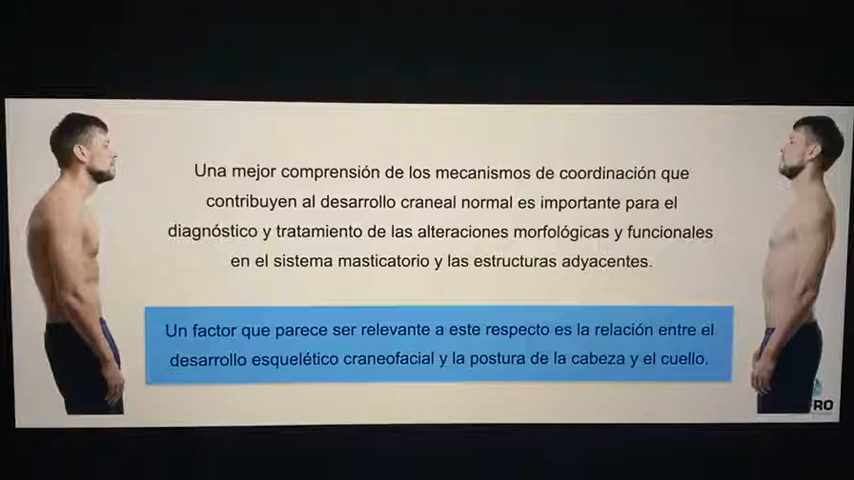 Una mejor comprensión de los mecanismos de coordinación que
contribuyen al desarrollo craneal normal es importante para el
diagnóstico y tratamiento de las alteraciones morfológicas y funcionales
en el sistema masticatorio y las estructuras adyacentes.
Un factor que parece ser relevante a este respecto es la relación entre el
desarrollo esquelético craneofacial y la postura de la cabeza y el cuello.
RO